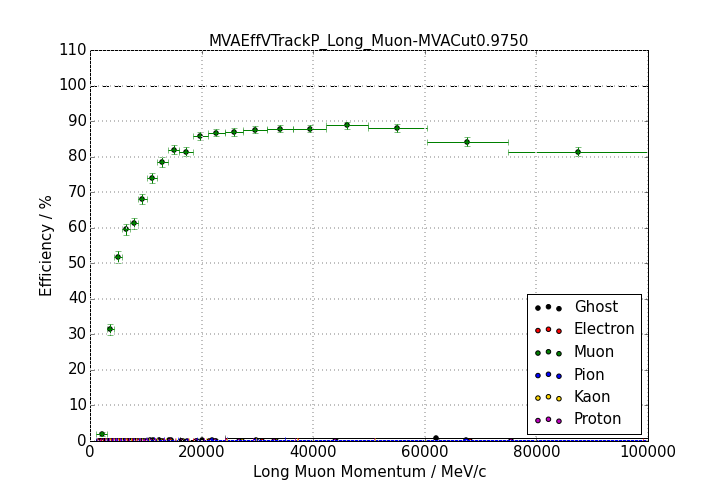 MVAEffVTrackP_Long_Muon-MVACut0.9750
110
100
90
80
70
60
50
40
30
20
10
0
Efficiency / %
Ghost
Electron
Muon
Pion
Kaon
Proton
0 20000 40000 60000 80000 100000
Long Muon Momentum / MeV/c